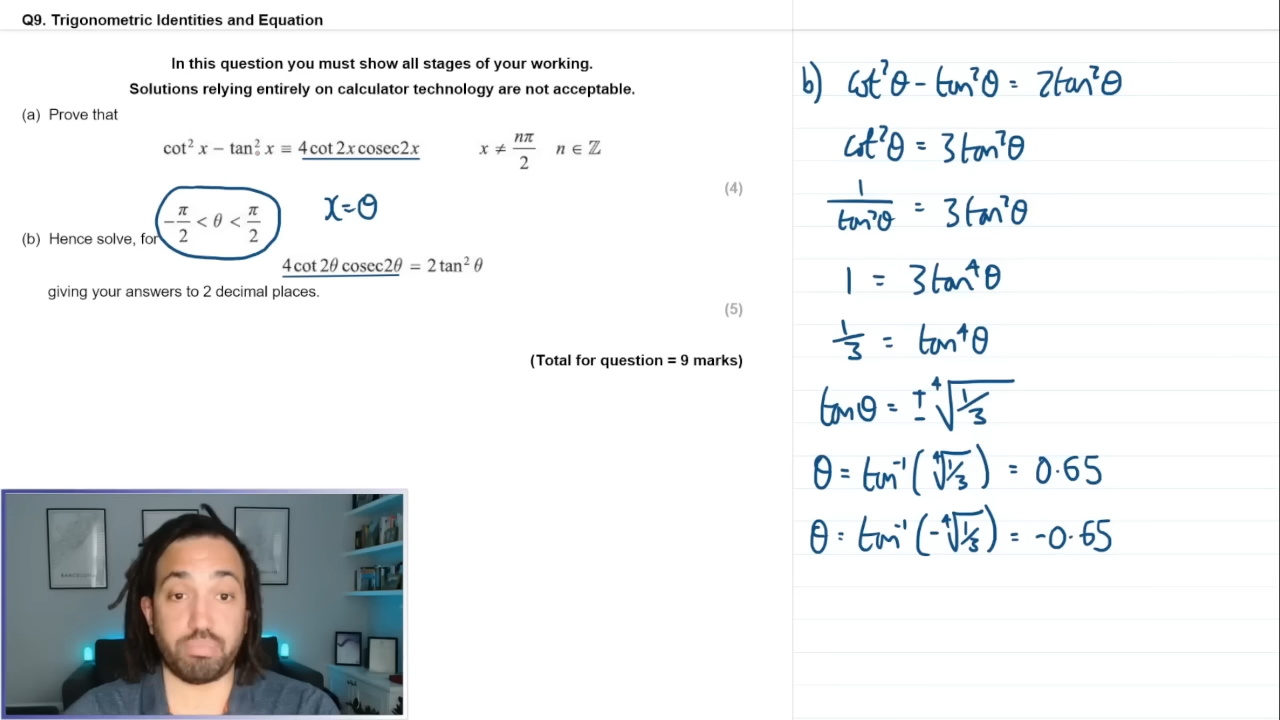 Q9. Trigonometric Identities and Equation
In this question you must show all stages of your working.
Solutions relying entirely on calculator technology are not acceptable.
(a) Prove that
cot² x − tan² x ≡ 4 cot 2x cosec2x    x ≠ nπ/2    n ∈ ℤ
(4)
−π/2 < θ < π/2    x=θ
(b) Hence solve, for
4 cot 2θ cosec2θ = 2 tan² θ
giving your answers to 2 decimal places.
(5)
(Total for question = 9 marks)
b) cot²θ − tan²θ = 2tan²θ
cot²θ = 3tan²θ
1/tan²θ = 3tan²θ
1 = 3tan⁴θ
1/3 = tan⁴θ
tanθ = ± ⁴√(1/3)
θ = tan⁻¹(⁴√(1/3)) = 0.65
θ = tan⁻¹(−⁴√(1/3)) = -0.65